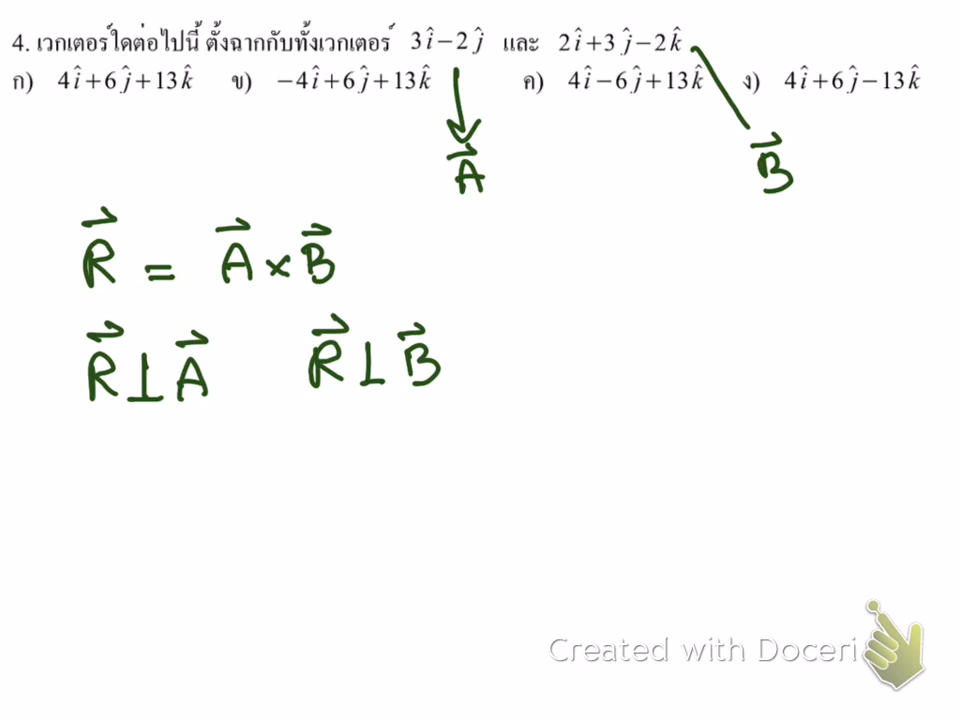 4. เวกเตอร์ใดต่อไปนี้ ตั้งฉากกับทั้งเวกเตอร์ 3î−2ĵ และ 2î+3ĵ−2k̂
ก) 4î+6ĵ+13k̂ ข) −4î+6ĵ+13k̂ ค) 4î−6ĵ+13k̂ ง) 4î+6ĵ−13k̂
A⃗ B⃗
R⃗ = A⃗ × B⃗
R⃗ ⊥ A⃗ R⃗ ⊥ B⃗
Created with Doceri